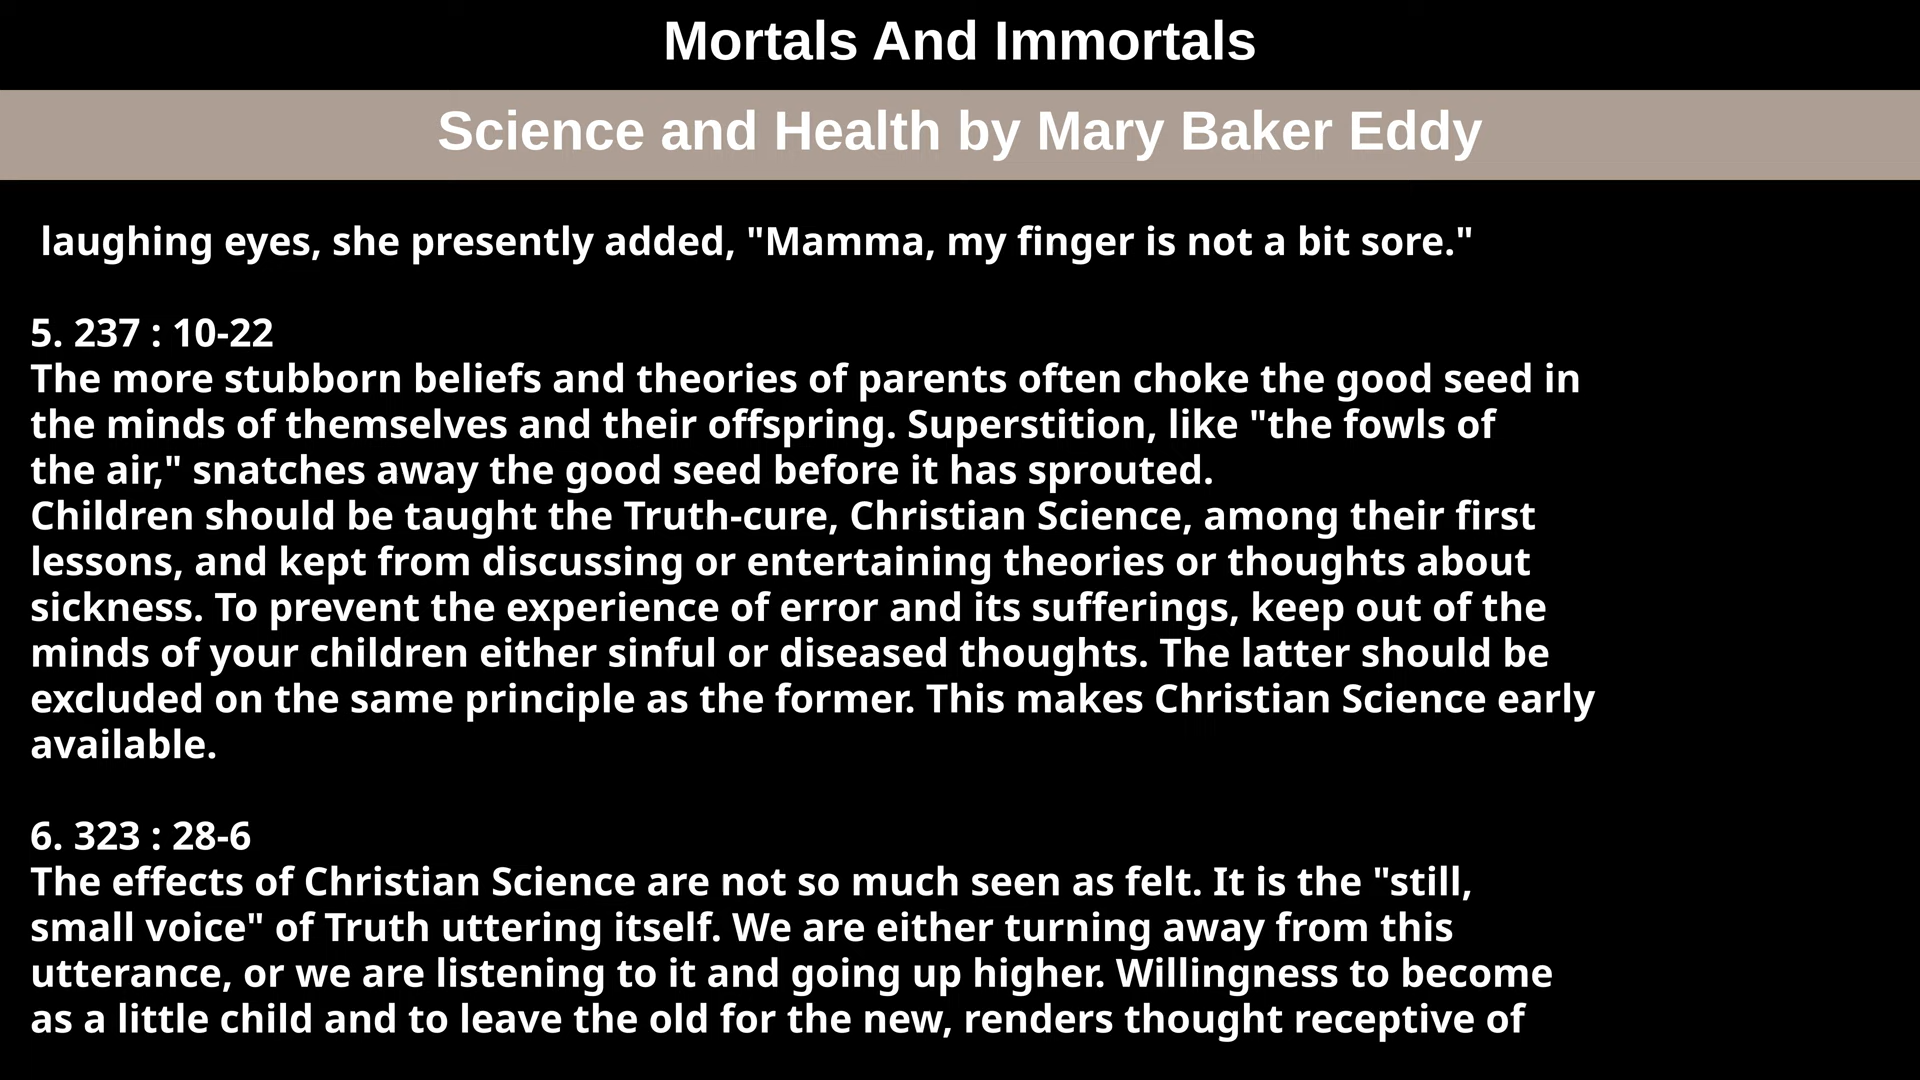 Mortals And Immortals
Science and Health by Mary Baker Eddy
laughing eyes, she presently added, "Mamma, my finger is not a bit sore."
5. 237 : 10-22
The more stubborn beliefs and theories of parents often choke the good seed in
the minds of themselves and their offspring. Superstition, like "the fowls of
the air," snatches away the good seed before it has sprouted.
Children should be taught the Truth-cure, Christian Science, among their first
lessons, and kept from discussing or entertaining theories or thoughts about
sickness. To prevent the experience of error and its sufferings, keep out of the
minds of your children either sinful or diseased thoughts. The latter should be
excluded on the same principle as the former. This makes Christian Science early
available.
6. 323 : 28-6
The effects of Christian Science are not so much seen as felt. It is the "still,
small voice" of Truth uttering itself. We are either turning away from this
utterance, or we are listening to it and going up higher. Willingness to become
as a little child and to leave the old for the new, renders thought receptive of